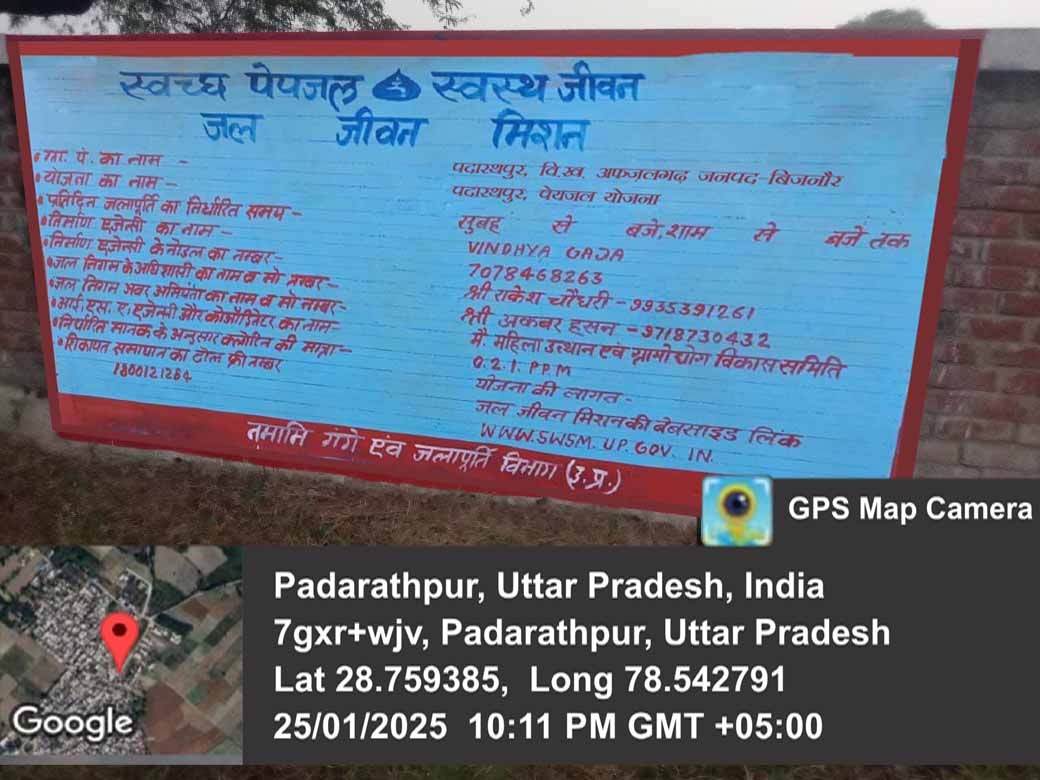 स्वच्छ पेयजल स्वस्थ जीवन
जल जीवन मिशन
• ग्रा. पे. का नाम - पदारथपुर, वि.ख. अफजलगढ़ जनपद-बिजनौर
• योजना का नाम - पदारथपुर, पेयजल योजना
• प्रतिदिन जलापूर्ति का निर्धारित समय - सुबह से बजे, शाम से बजे तक
• निर्माण एजेन्सी का नाम - VINDHYA GAJA
• निर्माण एजेन्सी के नोडल का नम्बर- 7078468263
• जल निगम के अधिशासी का नाम व मो नम्बर- श्री राकेश चौधरी - 9935391261
• जल निगम अवर अभियंता का नाम व मो नम्बर- श्री अकबर हसन - 9718730432
• आई. एस. ए. एजेन्सी और कोऑर्डिनेटर का नाम- मै. महिला उत्थान एवं ग्रामोद्योग विकास समिति
• निर्धारित मानक के अनुसार क्लोरिन की मात्रा- 0.2.1. PPM
• शिकायत समाधान का टोल फ्री नम्बर योजना की लागत-
1800121264 जल जीवन मिशन की बेबसाइड लिंक
WWW.SWSM.UP.GOV. IN.
नमामि गंगे एंव जलापूर्ति विभाग (उ.प्र.)
GPS Map Camera
Padarathpur, Uttar Pradesh, India
7gxr+wjv, Padarathpur, Uttar Pradesh
Lat 28.759385, Long 78.542791
25/01/2025 10:11 PM GMT +05:00
Google